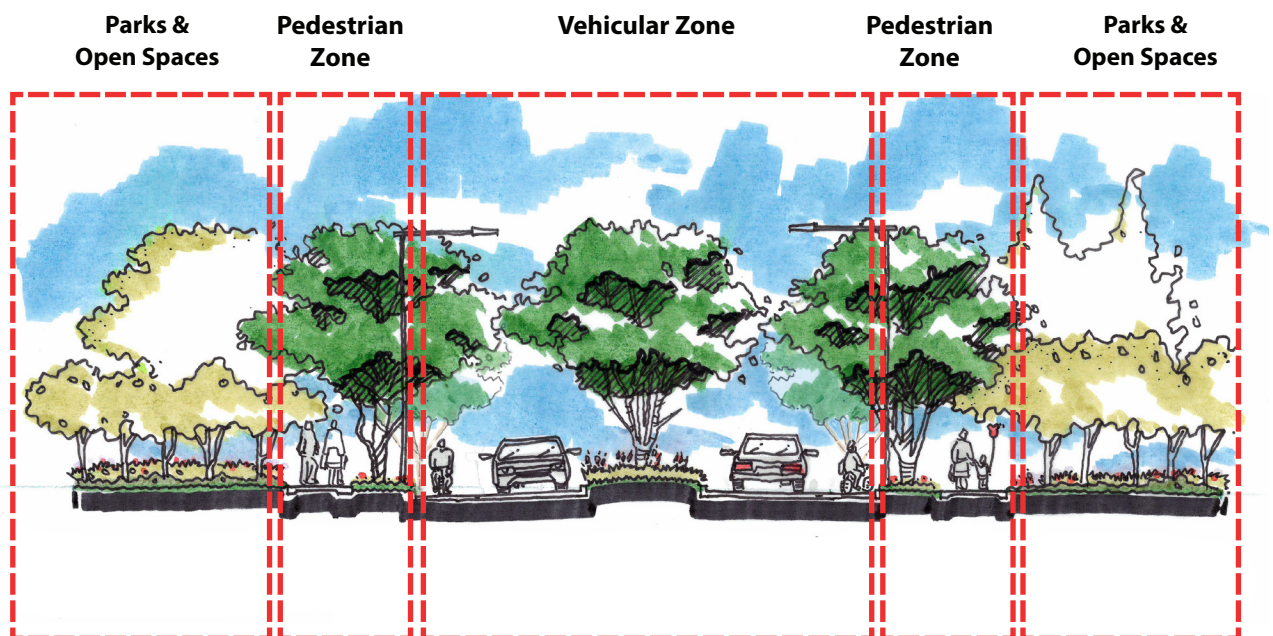 Parks &
Open Spaces
Pedestrian
Zone
Vehicular Zone
Pedestrian
Zone
Parks &
Open Spaces